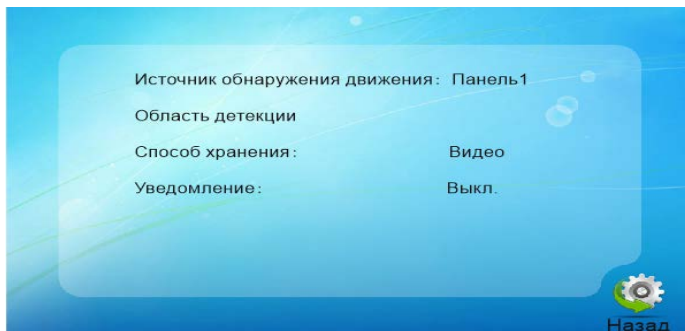 Источник обнаружения движения: Панель1
Область детекции
Способ хранения: Видео
Уведомление: Выкл.
Назад